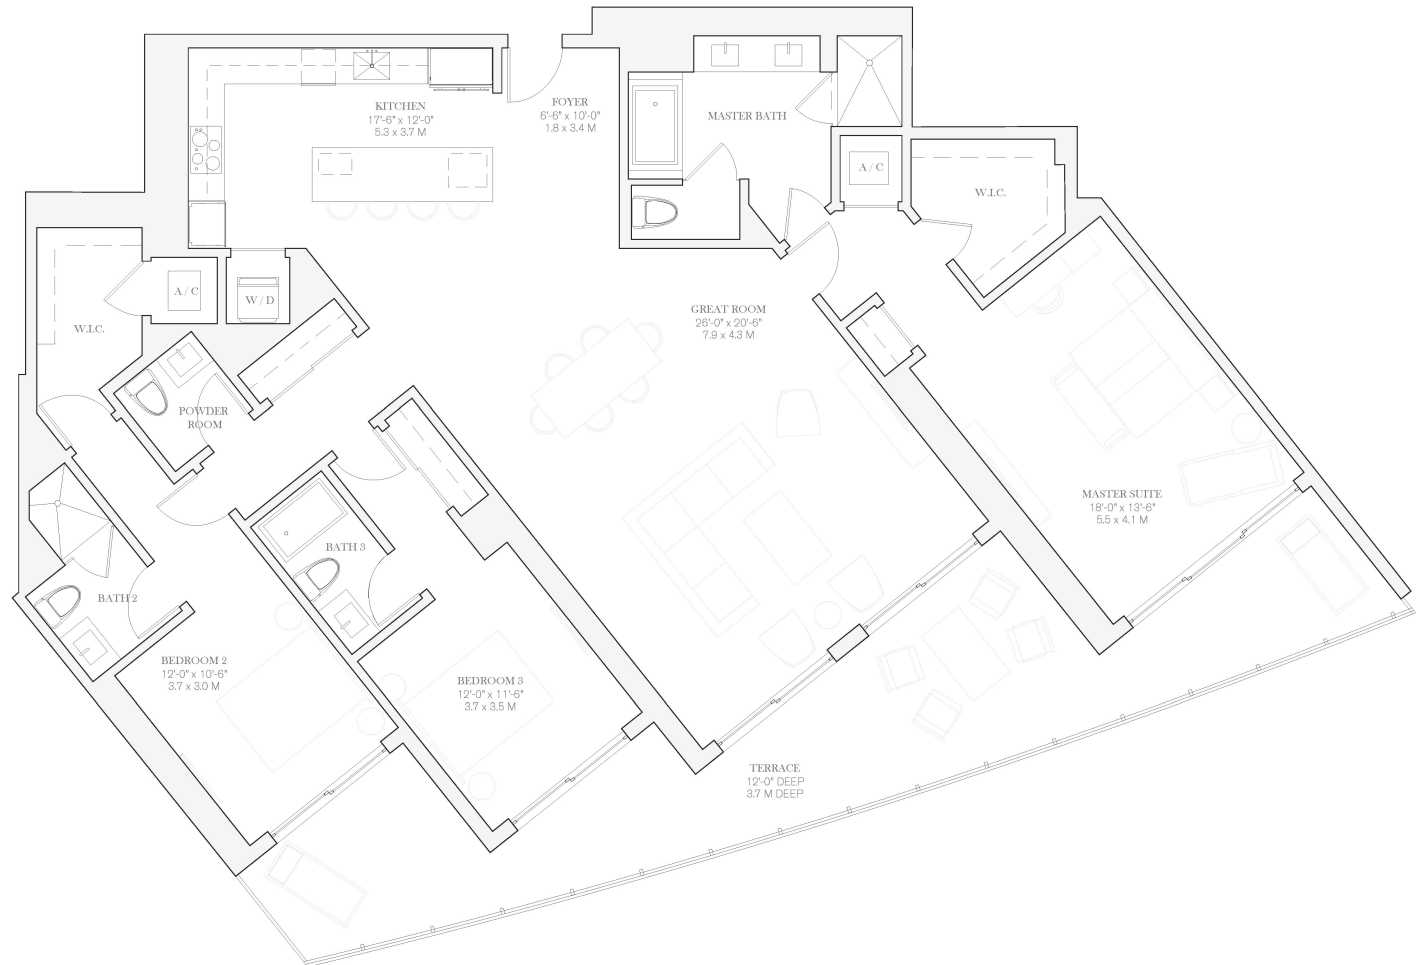 KITCHEN
17'-6" x 12'-0"
5.3 x 3.7 M
FOYER
6'-6" x 10'-0"
1.8 x 3.4 M
MASTER BATH
A / C
W.I.C.
A / C
W / D
W.I.C.
GREAT ROOM
26'-0" x 20'-6"
7.9 x 4.3 M
POWDER
ROOM
MASTER SUITE
18'-0" x 13'-6"
5.5 x 4.1 M
BATH 3
BATH 2
BEDROOM 2
12'-0" x 10'-6"
3.7 x 3.0 M
BEDROOM 3
12'-0" x 11'-6"
3.7 x 3.5 M
TERRACE
12'-0" DEEP
3.7 M DEEP